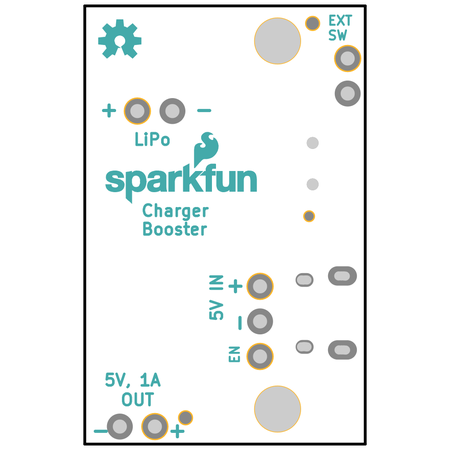 EXT
SW
+ −
LiPo
sparkfun
Charger
Booster
5V IN
+
−
EN
5V, 1A
OUT
− +